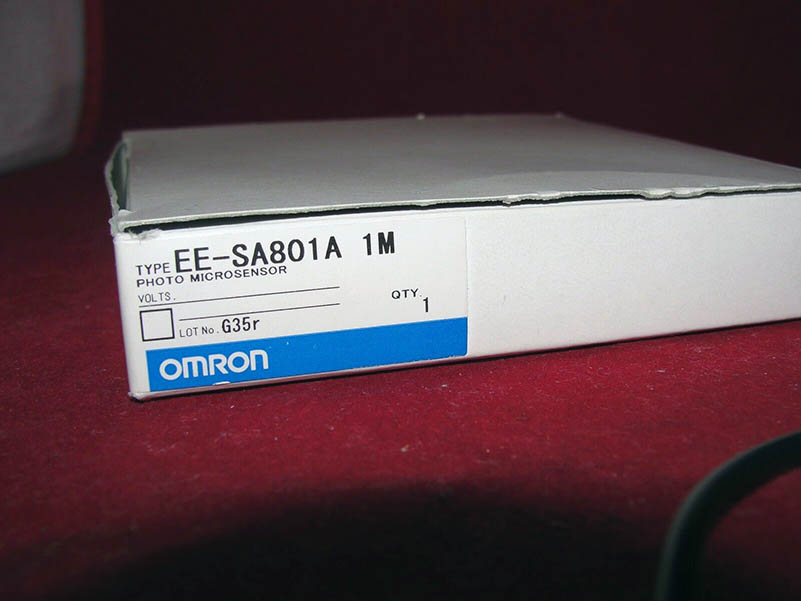 TYPE EE-SA801A 1M
PHOTO MICROSENSOR
VOLTS.
QTY. 1
LOT No. G35r
OMRON